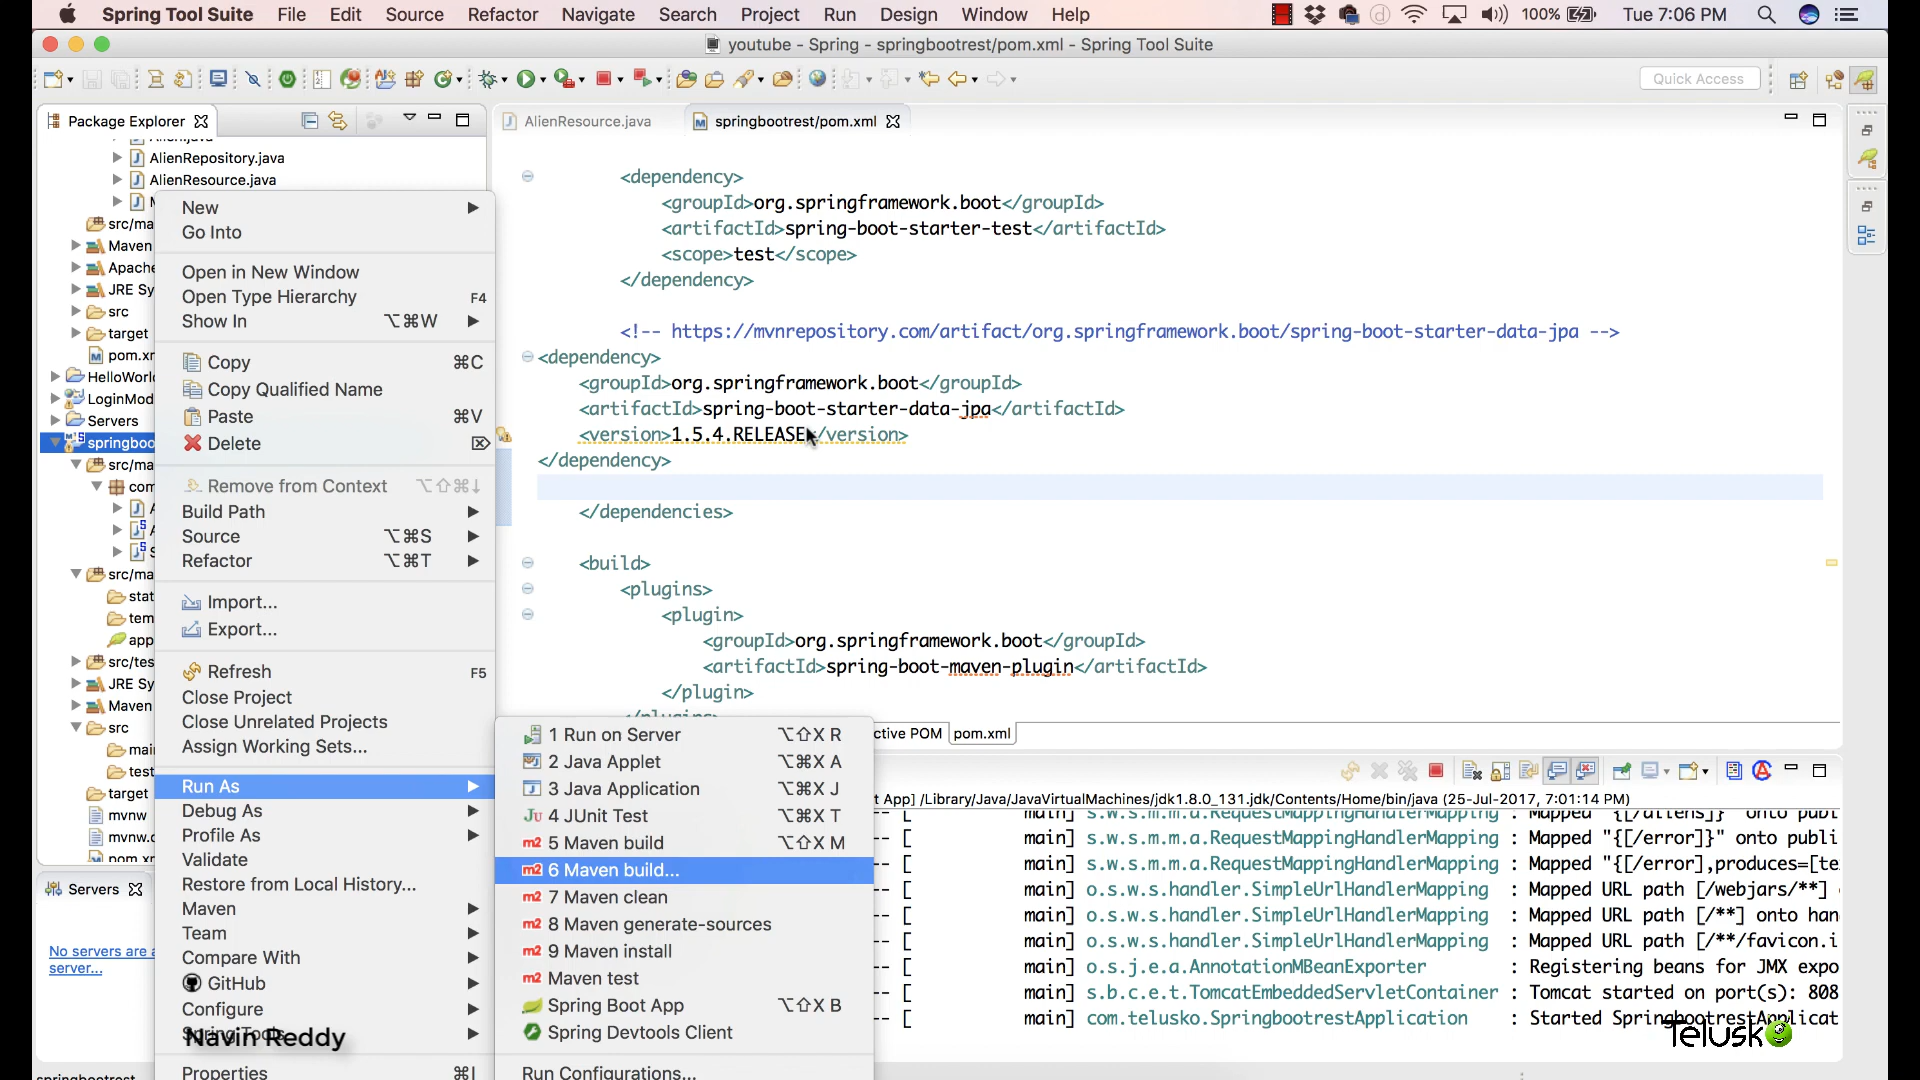 Spring Tool Suite File Edit Source Refactor Navigate Search Project Run Design Window Help 100% Tue 7:06 PM
youtube - Spring - springbootrest/pom.xml - Spring Tool Suite
Quick Access
Package Explorer
AlienResource.java
springbootrest/pom.xml
AlienRepository.java
AlienResource.java
src/ma
Maven
Apache
JRE Sy
src
target
pom.xm
HelloWorl
LoginMod
Servers
springboo
src/ma
com
src/ma
stat
tem
app
src/tes
JRE Sy
Maven
src
mai
test
target
mvnw
mvnw.c
pom.xm
Servers
No servers are a
server...
New
Go Into
Open in New Window
Open Type Hierarchy F4
Show In ⌥⌘W
Copy ⌘C
Copy Qualified Name
Paste ⌘V
Delete ⌦
Remove from Context ⌥⇧⌘↓
Build Path
Source ⌥⌘S
Refactor ⌥⌘T
Import...
Export...
Refresh F5
Close Project
Close Unrelated Projects
Assign Working Sets...
Run As
Debug As
Profile As
Validate
Restore from Local History...
Maven
Team
Compare With
GitHub
Configure
Spring Tools
Navin Reddy
Properties ⌘I
1 Run on Server ⌥⇧X R
2 Java Applet ⌥⌘X A
3 Java Application ⌥⌘X J
4 JUnit Test ⌥⌘X T
5 Maven build ⌥⇧X M
6 Maven build...
7 Maven clean
8 Maven generate-sources
9 Maven install
Maven test
Spring Boot App ⌥⇧X B
Spring Devtools Client
Run Configurations...
<dependency>
<groupId>org.springframework.boot</groupId>
<artifactId>spring-boot-starter-test</artifactId>
<scope>test</scope>
</dependency>
<!-- https://mvnrepository.com/artifact/org.springframework.boot/spring-boot-starter-data-jpa -->
<dependency>
<groupId>org.springframework.boot</groupId>
<artifactId>spring-boot-starter-data-jpa</artifactId>
<version>1.5.4.RELEASE</version>
</dependency>
</dependencies>
<build>
<plugins>
<plugin>
<groupId>org.springframework.boot</groupId>
<artifactId>spring-boot-maven-plugin</artifactId>
</plugin>
</plugins>
ctive POM pom.xml
t App] /Library/Java/JavaVirtualMachines/jdk1.8.0_131.jdk/Contents/Home/bin/java (25-Jul-2017, 7:01:14 PM)
-- [ main] s.w.s.m.m.a.RequestMappingHandlerMapping : Mapped "{[/aliens]}" onto publi
-- [ main] s.w.s.m.m.a.RequestMappingHandlerMapping : Mapped "{[/error]}" onto publi
-- [ main] s.w.s.m.m.a.RequestMappingHandlerMapping : Mapped "{[/error],produces=[te
-- [ main] o.s.w.s.handler.SimpleUrlHandlerMapping : Mapped URL path [/webjars/**]
-- [ main] o.s.w.s.handler.SimpleUrlHandlerMapping : Mapped URL path [/**] onto han
-- [ main] o.s.w.s.handler.SimpleUrlHandlerMapping : Mapped URL path [/**/favicon.i
-- [ main] o.s.j.e.a.AnnotationMBeanExporter : Registering beans for JMX expo
-- [ main] s.b.c.e.t.TomcatEmbeddedServletContainer : Tomcat started on port(s): 808
-- [ main] com.telusko.SpringbootrestApplication : Started SpringbootrestApplicat
Telusko